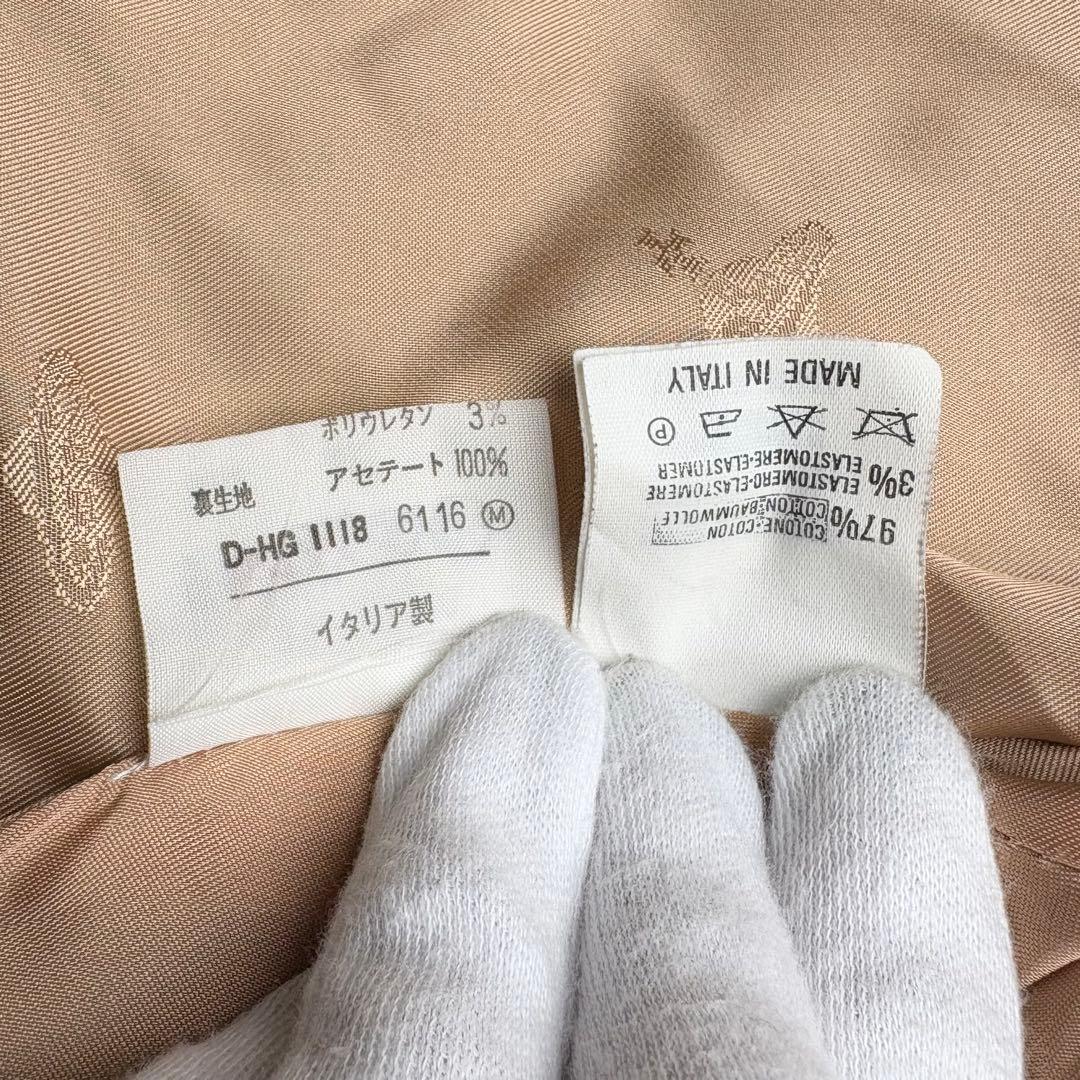 ポリウレタン 3%
裏生地 アセテート 100%
D-HG 1118 6116 Ⓜ
イタリア製
97% COTONE-COTON
COTTON-BAUMWOLLE
3% ELASTOMERO-ELASTOMERE
ELASTOMERE-ELASTOMER
Ⓟ
MADE IN ITALY